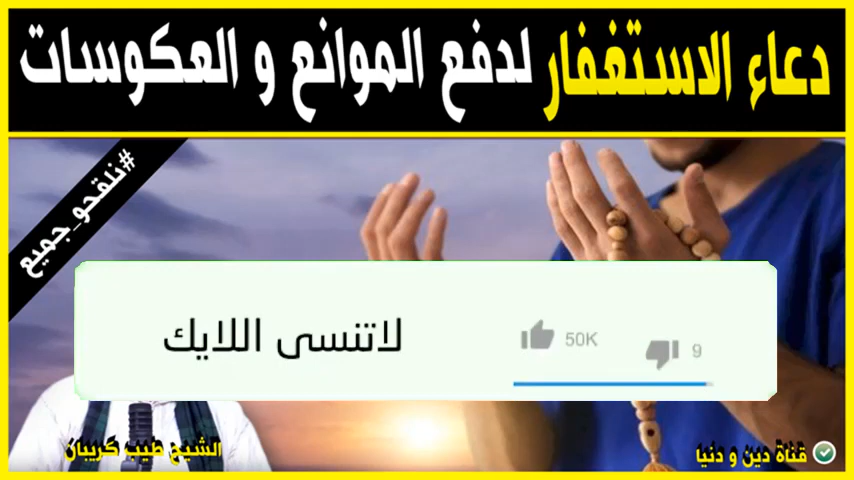 دعاء الاستغفار لدفع الموانع و العكوسات
#نلقحو_جميع
لاتنسى اللايك
50K
9
الشيخ طيب كريبان
قناة دين و دنيا